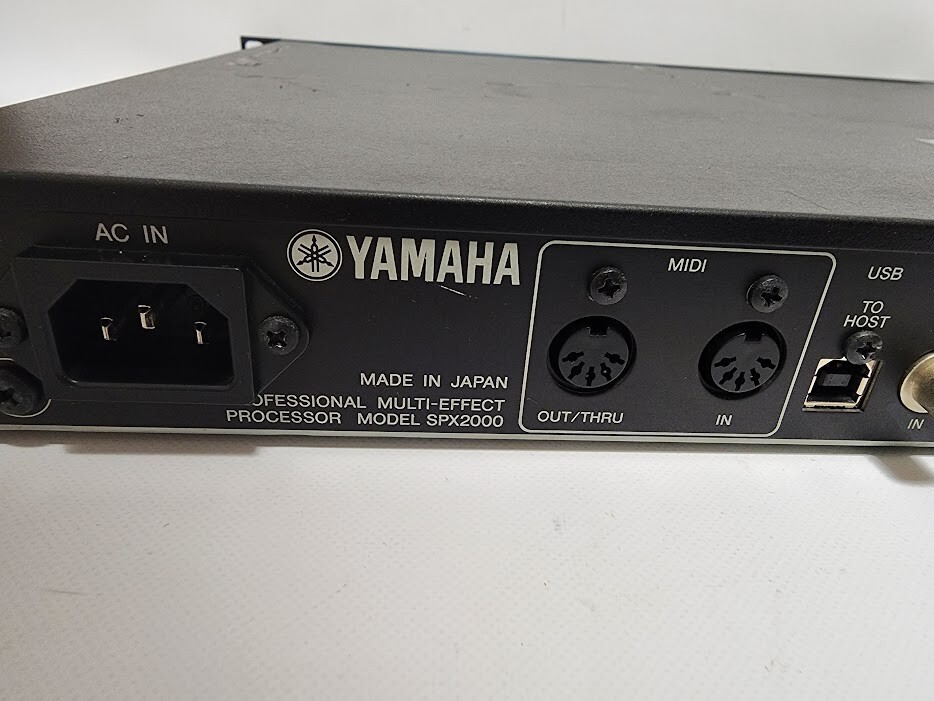 AC IN
YAMAHA
MADE IN JAPAN
OFESSIONAL MULTI-EFFECT
PROCESSOR MODEL SPX2000
MIDI
OUT/THRU
IN
USB
TO
HOST
IN